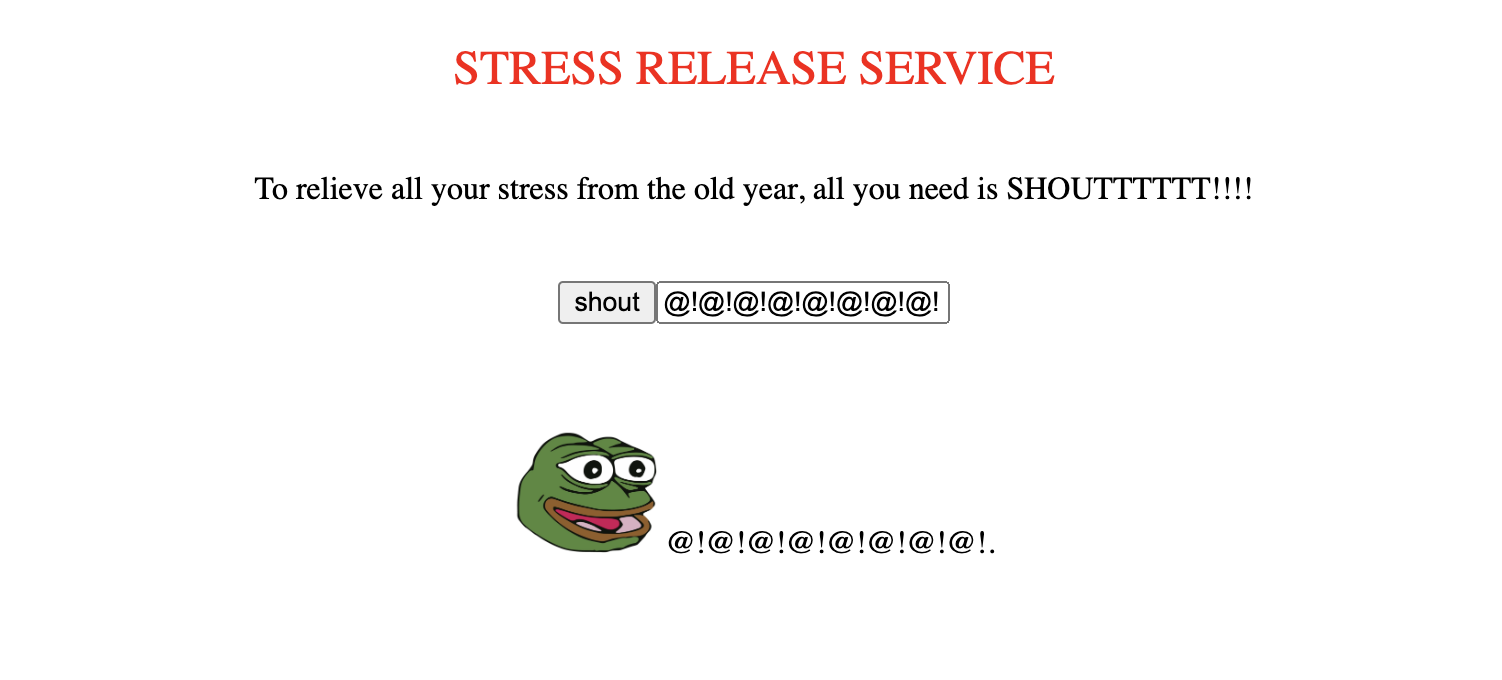 STRESS RELEASE SERVICE
To relieve all your stress from the old year, all you need is SHOUTTTTTT!!!!
shout @!@!@!@!@!@!@!@!
@!@!@!@!@!@!@!@!.